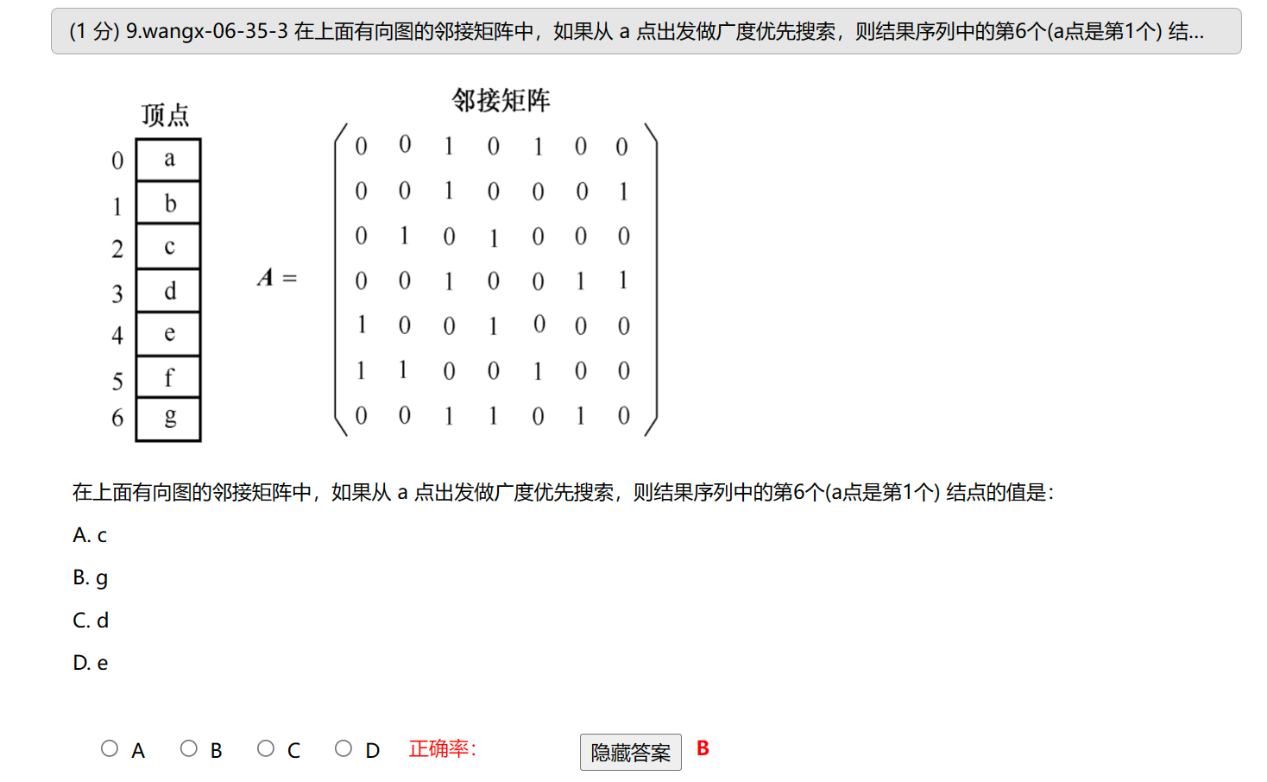 (1 分) 9.wangx-06-35-3 在上面有向图的邻接矩阵中，如果从 a 点出发做广度优先搜索，则结果序列中的第6个(a点是第1个) 结...
顶点
邻接矩阵
0 a
1 b
2 c
3 d
4 e
5 f
6 g
A =
0 0 1 0 1 0 0
0 0 1 0 0 0 1
0 1 0 1 0 0 0
0 0 1 0 0 1 1
1 0 0 1 0 0 0
1 1 0 0 1 0 0
0 0 1 1 0 1 0
在上面有向图的邻接矩阵中，如果从 a 点出发做广度优先搜索，则结果序列中的第6个(a点是第1个) 结点的值是：
A. c
B. g
C. d
D. e
A B C D 正确率： 隐藏答案 B